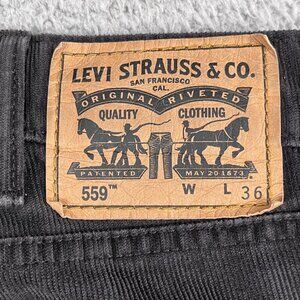 LEVI STRAUSS & CO.
SAN FRANCISCO
CAL.
ORIGINAL RIVETED
QUALITY CLOTHING
PATENTED MAY 20 1873
559™ W L 36